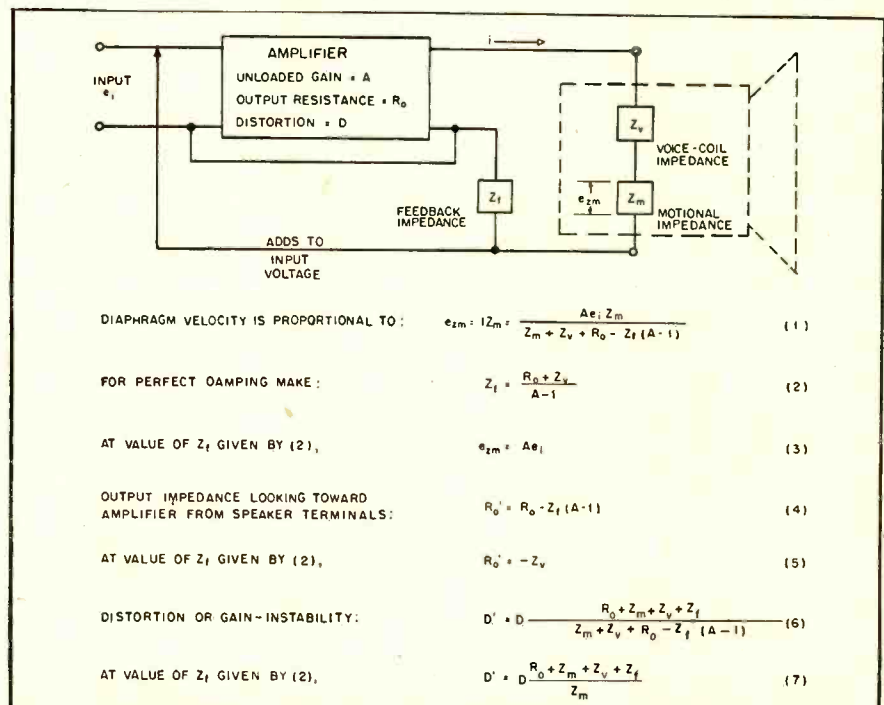 AMPLIFIER
UNLOADED GAIN = A
OUTPUT RESISTANCE = R₀
DISTORTION = D
INPUT
eᵢ
i
Zᵥ
VOICE-COIL
IMPEDANCE
Z_f
FEEDBACK
IMPEDANCE
e_zm
Z_m
MOTIONAL
IMPEDANCE
ADDS TO
INPUT
VOLTAGE
DIAPHRAGM VELOCITY IS PROPORTIONAL TO: e_zm = IZ_m = Ae_i Z_m / (Z_m + Z_v + R_o - Z_f (A-1)) (1)
FOR PERFECT DAMPING MAKE: Z_f = (R_o + Z_v) / (A-1) (2)
AT VALUE OF Z_f GIVEN BY (2), e_zm = Ae_i (3)
OUTPUT IMPEDANCE LOOKING TOWARD
AMPLIFIER FROM SPEAKER TERMINALS: R_o' = R_o - Z_f (A-1) (4)
AT VALUE OF Z_f GIVEN BY (2), R_o' = -Z_v (5)
DISTORTION OR GAIN-INSTABILITY: D' = D (R_o + Z_m + Z_v + Z_f) / (Z_m + Z_v + R_o - Z_f (A-1)) (6)
AT VALUE OF Z_f GIVEN BY (2), D' = D (R_o + Z_m + Z_v + Z_f) / Z_m (7)